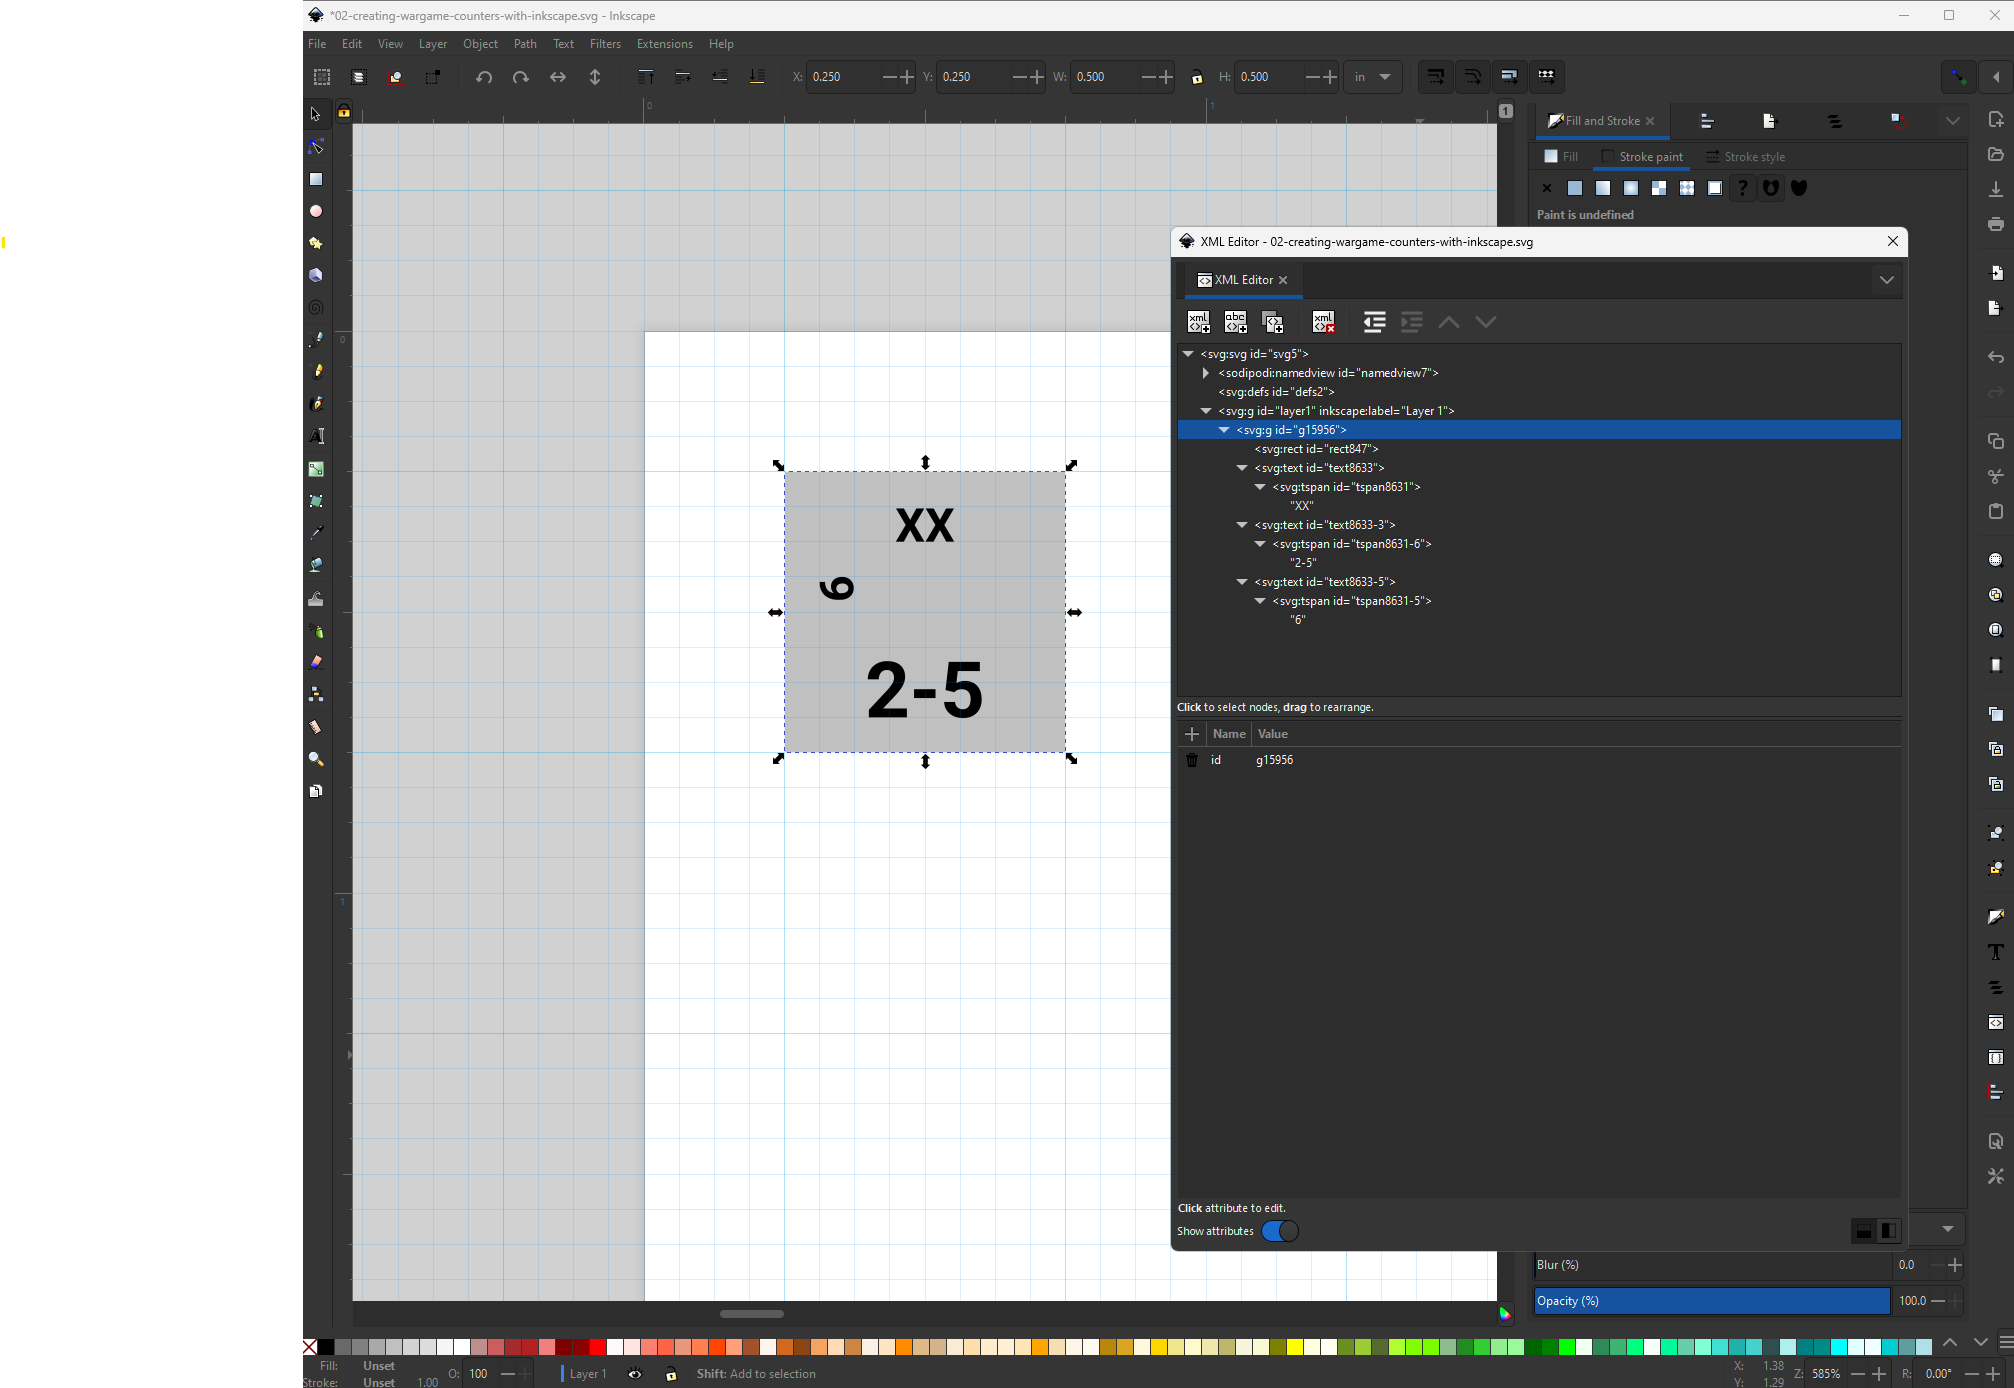 *02-creating-wargame-counters-with-inkscape.svg - Inkscape
File Edit View Layer Object Path Text Filters Extensions Help
X: 0.250 Y: 0.250 W: 0.500 H: 0.500 in
0 1
1
Fill and Stroke
Fill Stroke paint Stroke style
?
Paint is undefined
XML Editor - 02-creating-wargame-counters-with-inkscape.svg
XML Editor
xml abc xml
<svg:svg id="svg5">
<sodipodi:namedview id="namedview7">
<svg:defs id="defs2">
<svg:g id="layer1" inkscape:label="Layer 1">
<svg:g id="g15956">
<svg:rect id="rect847">
<svg:text id="text8633">
<svg:tspan id="tspan8631">
"XX"
<svg:text id="text8633-3">
<svg:tspan id="tspan8631-6">
"2-5"
<svg:text id="text8633-5">
<svg:tspan id="tspan8631-5">
"6"
Click to select nodes, drag to rearrange.
Name Value
id g15956
Click attribute to edit.
Show attributes
0
1
XX
6
2-5
Blur (%) 0.0
Opacity (%) 100.0
Fill: Unset
Stroke: Unset 1.00
O: 100
Layer 1
Shift: Add to selection
X: 1.38
Y: 1.29
Z: 585%
R: 0.00°